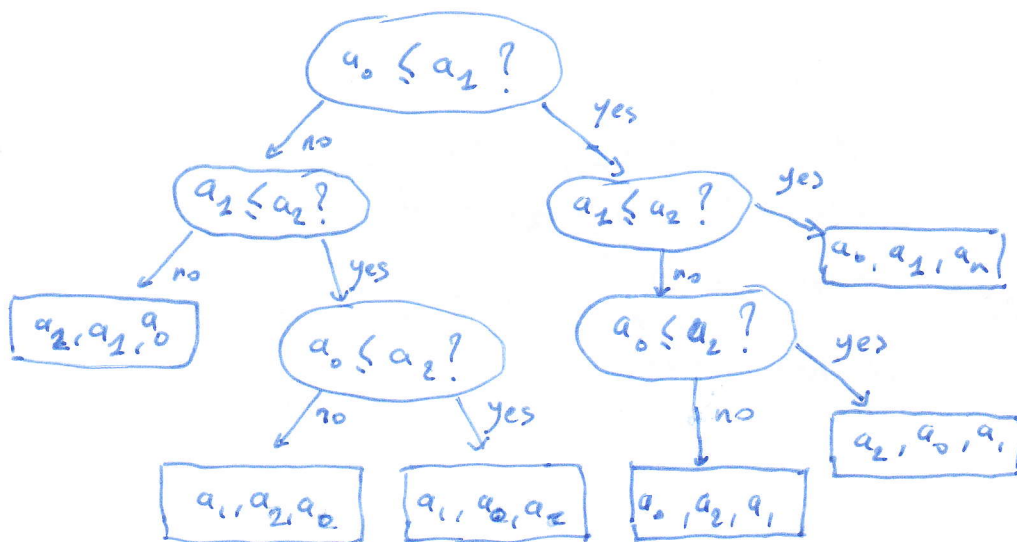 a₀ ≤ a₁ ?
no
yes
a₁ ≤ a₂ ?
a₁ ≤ a₂ ?
yes
a₀, a₁, aₙ
no
yes
no
a₂, a₁, a₀
a₀ ≤ a₂ ?
a₀ ≤ a₂ ?
yes
no
yes
no
a₂, a₀, a₁
a₁, a₂, a₀
a₁, a₀, a₂
a₀, a₂, a₁